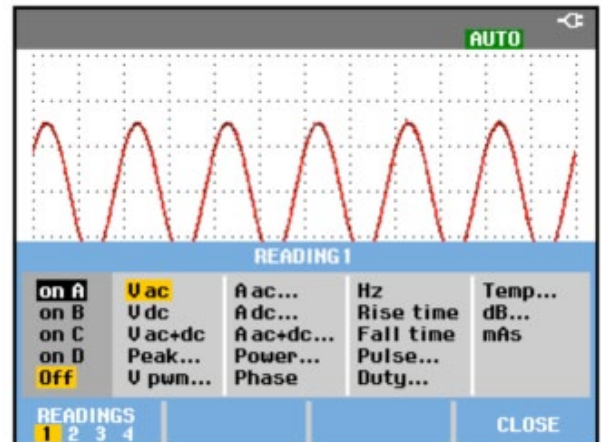 AUTO
READING 1
on A V ac A ac... Hz Temp...
on B V dc A dc... Rise time dB...
on C V ac+dc A ac+dc... Fall time mAs
on D Peak... Power... Pulse...
Off V pwm... Phase Duty...
READINGS
1 2 3 4 CLOSE